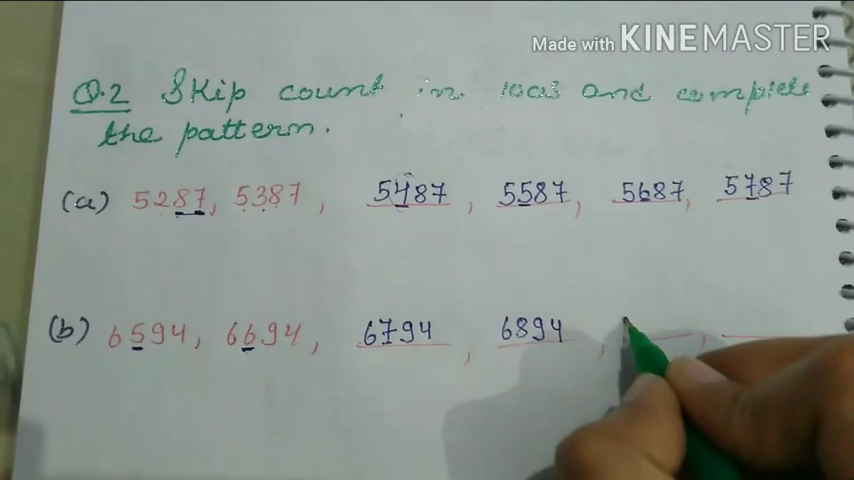 Made with KINEMASTER
Q.2 Skip count in 100s and complete
the pattern.
(a) 5287, 5387, 5487, 5587, 5687, 5787
(b) 6594, 6694, 6794, 6894,